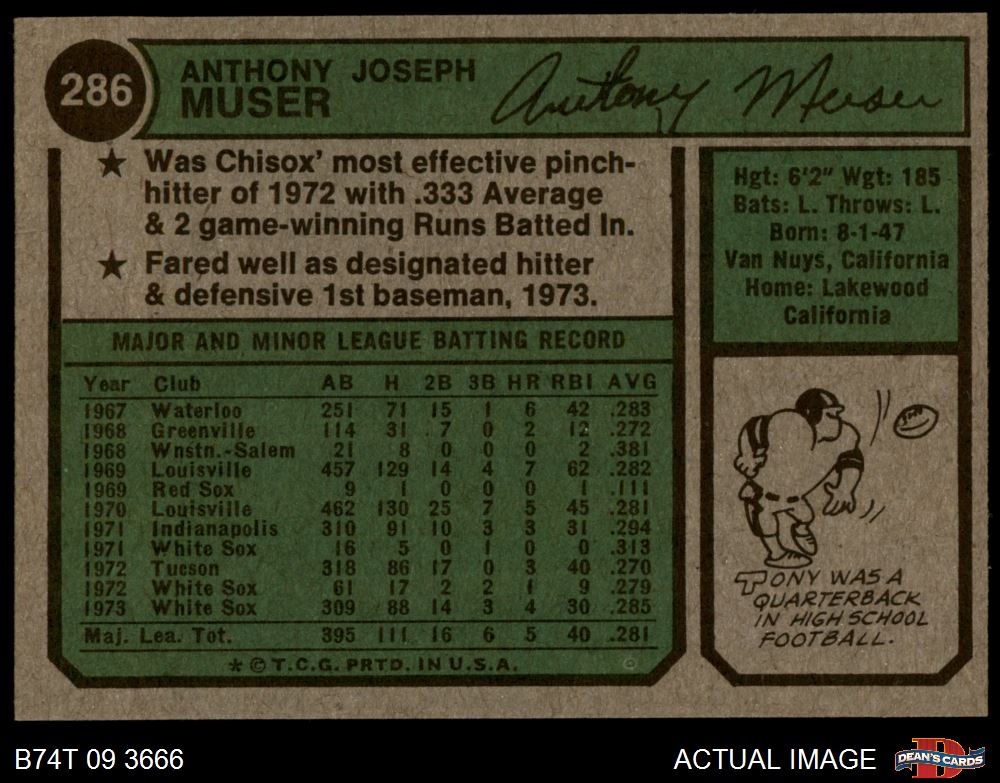 286
ANTHONY JOSEPH
MUSER
Anthony Muser
★ Was Chisox' most effective pinch-
hitter of 1972 with .333 Average
& 2 game-winning Runs Batted In.
★ Fared well as designated hitter
& defensive 1st baseman, 1973.
Hgt: 6'2" Wgt: 185
Bats: L. Throws: L.
Born: 8-1-47
Van Nuys, California
Home: Lakewood
California
MAJOR AND MINOR LEAGUE BATTING RECORD
Year Club AB H 2B 3B HR RBI AVG
1967 Waterloo 251 71 15 1 6 42 .283
1968 Greenville 114 31 7 0 2 12 .272
1968 Wnstn.-Salem 21 8 0 0 0 2 .381
1969 Louisville 457 129 14 4 7 62 .282
1969 Red Sox 9 1 0 0 0 1 .111
1970 Louisville 462 130 25 7 5 45 .281
1971 Indianapolis 310 91 10 3 3 31 .294
1971 White Sox 16 5 0 1 0 0 .313
1972 Tucson 318 86 17 0 3 40 .270
1972 White Sox 61 17 2 2 1 9 .279
1973 White Sox 309 88 14 3 4 30 .285
Maj. Lea. Tot. 395 111 16 6 5 40 .281
* © T.C.G. PRTD. IN U.S.A.
TONY WAS A
QUARTERBACK
IN HIGH SCHOOL
FOOTBALL.
B74T 09 3666
ACTUAL IMAGE
D
DEAN'S CARDS